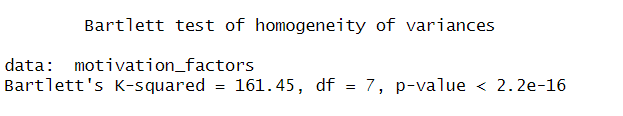 Bartlett test of homogeneity of variances
data:  motivation_factors
Bartlett's K-squared = 161.45, df = 7, p-value < 2.2e-16